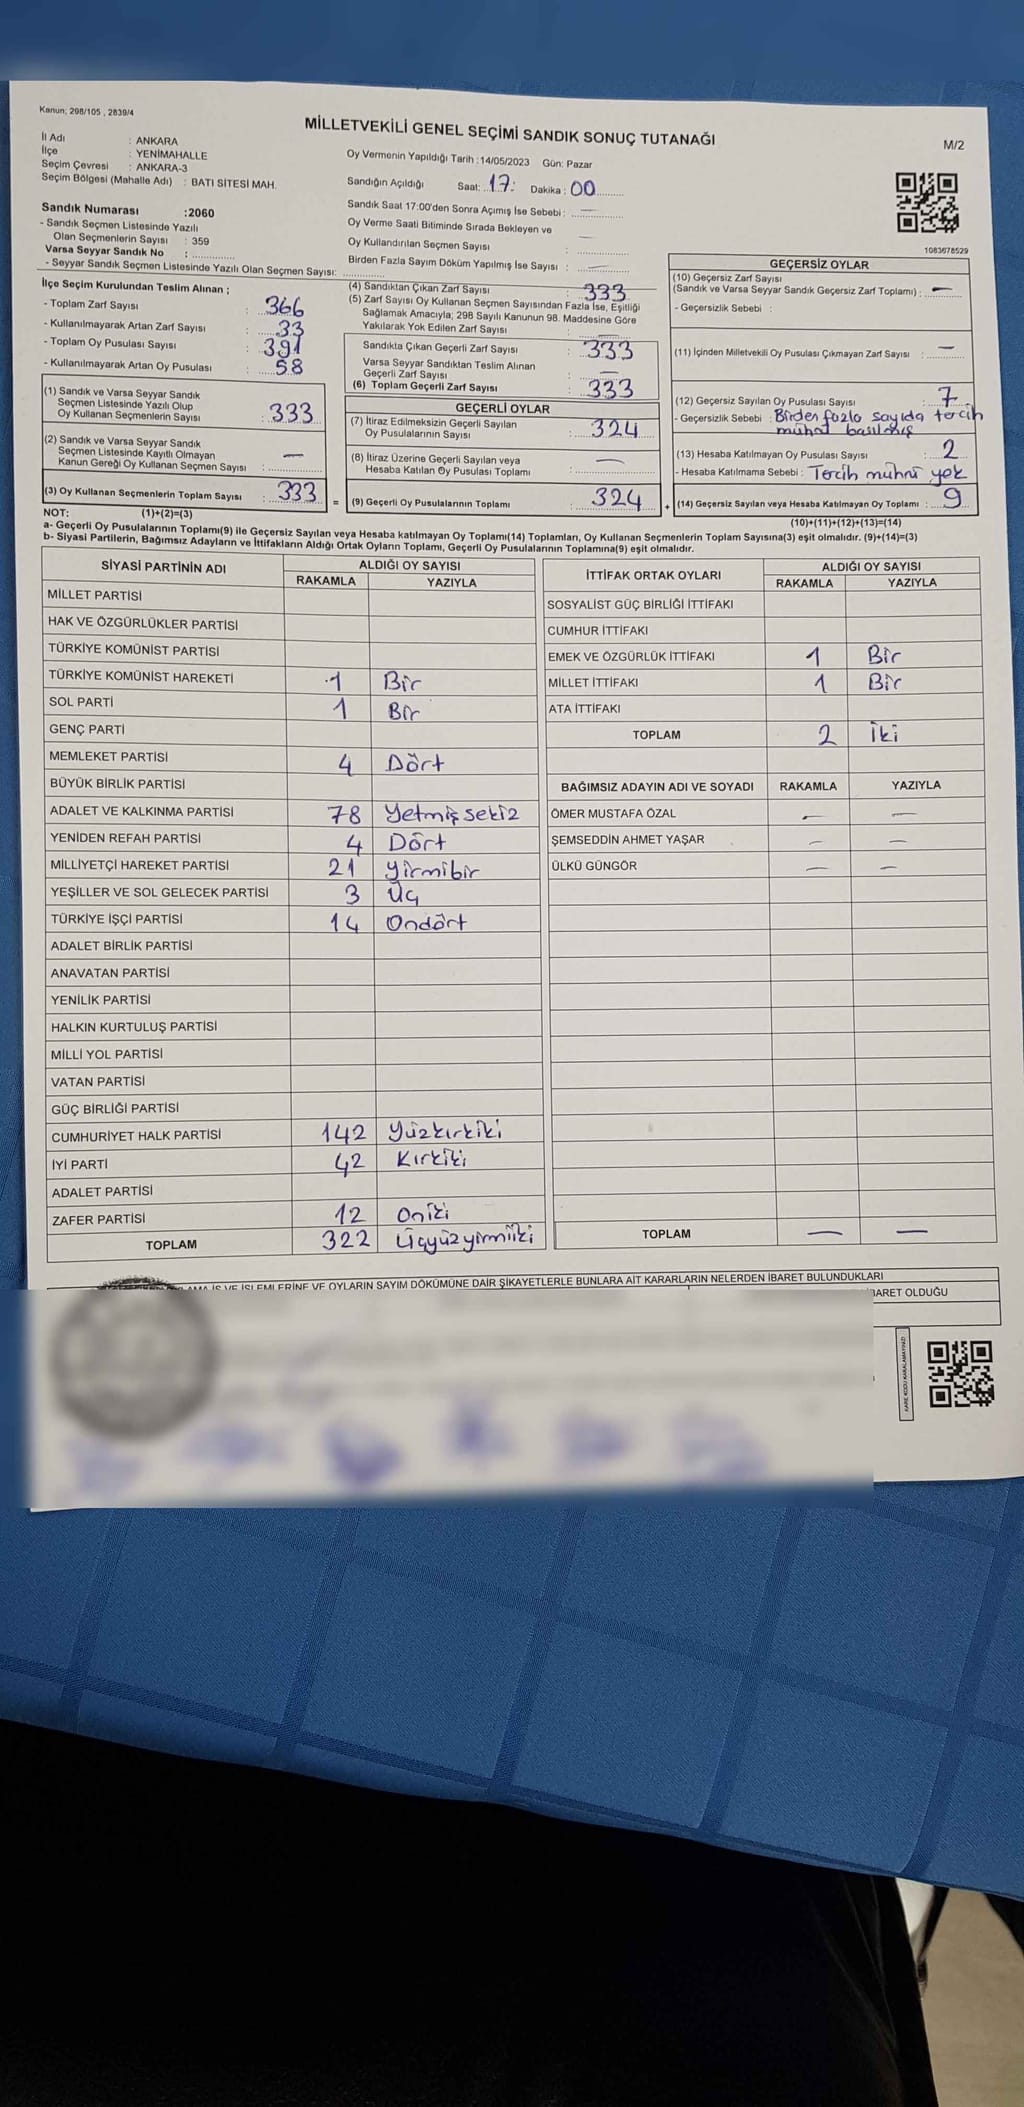 Kanun; 298/105 , 2839/4
MİLLETVEKİLİ GENEL SEÇİMİ SANDIK SONUÇ TUTANAĞI
M/2
İl Adı : ANKARA
İlçe : YENİMAHALLE
Seçim Çevresi : ANKARA-3
Seçim Bölgesi (Mahalle Adı) : BATI SİTESİ MAH.
Sandık Numarası :2060
- Sandık Seçmen Listesinde Yazılı
Olan Seçmenlerin Sayısı : 359
Varsa Seyyar Sandık No :
- Seyyar Sandık Seçmen Listesinde Yazılı Olan Seçmen Sayısı:
Oy Vermenin Yapıldığı Tarih :14/05/2023 Gün: Pazar
Sandığın Açıldığı Saat: 17: Dakika : 00
Sandık Saat 17:00'den Sonra Açımış İse Sebebi : —
Oy Verme Saati Bitiminde Sırada Bekleyen ve
Oy Kullandırılan Seçmen Sayısı : —
Birden Fazla Sayım Döküm Yapılmış İse Sayısı : —
1083678529
İlçe Seçim Kurulundan Teslim Alınan ;
- Toplam Zarf Sayısı : 366
- Kullanılmayarak Artan Zarf Sayısı : 33
- Toplam Oy Pusulası Sayısı : 391
- Kullanılmayarak Artan Oy Pusulası : 58
(1) Sandık ve Varsa Seyyar Sandık
Seçmen Listesinde Yazılı Olup
Oy Kullanan Seçmenlerin Sayısı : 333
(2) Sandık ve Varsa Seyyar Sandık
Seçmen Listesinde Kayıtlı Olmayan
Kanun Gereği Oy Kullanan Seçmen Sayısı : —
(3) Oy Kullanan Seçmenlerin Toplam Sayısı : 333 =
(4) Sandıktan Çıkan Zarf Sayısı : 333
(5) Zarf Sayısı Oy Kullanan Seçmen Sayısından Fazla İse, Eşitliği
Sağlamak Amacıyla; 298 Sayılı Kanunun 98. Maddesine Göre
Yakılarak Yok Edilen Zarf Sayısı : —
Sandıkta Çıkan Geçerli Zarf Sayısı : 333
Varsa Seyyar Sandıktan Teslim Alınan
Geçerli Zarf Sayısı : —
(6) Toplam Geçerli Zarf Sayısı : 333
GEÇERLİ OYLAR
(7) İtiraz Edilmeksizin Geçerli Sayılan
Oy Pusulalarının Sayısı : 324
(8) İtiraz Üzerine Geçerli Sayılan veya
Hesaba Katılan Oy Pusulası Toplamı : —
(9) Geçerli Oy Pusulalarının Toplamı : 324 +
GEÇERSİZ OYLAR
(10) Geçersiz Zarf Sayısı
(Sandık ve Varsa Seyyar Sandık Geçersiz Zarf Toplamı) : —
- Geçersizlik Sebebi :
(11) İçinden Milletvekili Oy Pusulası Çıkmayan Zarf Sayısı : —
(12) Geçersiz Sayılan Oy Pusulası Sayısı : 7
- Geçersizlik Sebebi : Birden fazla sayıda tercih
mühri basılmış
(13) Hesaba Katılmayan Oy Pusulası Sayısı : 2
- Hesaba Katılmama Sebebi : Tercih mührü yok
(14) Geçersiz Sayılan veya Hesaba Katılmayan Oy Toplamı : 9
NOT: (1)+(2)=(3)
(10)+(11)+(12)+(13)=(14)
a- Geçerli Oy Pusulalarının Toplamı(9) ile Geçersiz Sayılan veya Hesaba katılmayan Oy Toplamı(14) Toplamları, Oy Kullanan Seçmenlerin Toplam Sayısına(3) eşit olmalıdır. (9)+(14)=(3)
b- Siyasi Partilerin, Bağımsız Adayların ve İttifakların Aldığı Ortak Oyların Toplamı, Geçerli Oy Pusulalarının Toplamına(9) eşit olmalıdır.
SİYASİ PARTİNİN ADI ALDIĞI OY SAYISI
RAKAMLA YAZIYLA
MİLLET PARTİSİ
HAK VE ÖZGÜRLÜKLER PARTİSİ
TÜRKİYE KOMÜNİST PARTİSİ
TÜRKİYE KOMÜNİST HAREKETİ 1 Bir
SOL PARTİ 1 Bir
GENÇ PARTİ
MEMLEKET PARTİSİ 4 Dört
BÜYÜK BİRLİK PARTİSİ
ADALET VE KALKINMA PARTİSİ 78 Yetmiş sekiz
YENİDEN REFAH PARTİSİ 4 Dört
MİLLİYETÇİ HAREKET PARTİSİ 21 yirmibir
YEŞİLLER VE SOL GELECEK PARTİSİ 3 Üç
TÜRKİYE İŞÇİ PARTİSİ 14 Ondört
ADALET BİRLİK PARTİSİ
ANAVATAN PARTİSİ
YENİLİK PARTİSİ
HALKIN KURTULUŞ PARTİSİ
MİLLİ YOL PARTİSİ
VATAN PARTİSİ
GÜÇ BİRLİĞİ PARTİSİ
CUMHURİYET HALK PARTİSİ 142 Yüzkırkiki
İYİ PARTİ 42 Kırkiki
ADALET PARTİSİ
ZAFER PARTİSİ 12 Oniki
TOPLAM 322 Üçyüzyirmiiki
İTTİFAK ORTAK OYLARI ALDIĞI OY SAYISI
RAKAMLA YAZIYLA
SOSYALİST GÜÇ BİRLİĞİ İTTİFAKI
CUMHUR İTTİFAKI
EMEK VE ÖZGÜRLÜK İTTİFAKI 1 Bir
MİLLET İTTİFAKI 1 Bir
ATA İTTİFAKI
TOPLAM 2 İki
BAĞIMSIZ ADAYIN ADI VE SOYADI RAKAMLA YAZIYLA
ÖMER MUSTAFA ÖZAL — —
ŞEMSEDDİN AHMET YAŞAR — —
ÜLKÜ GÜNGÖR — —
TOPLAM — —
İŞ VE İŞLEMLERİNE VE OYLARIN SAYIM DÖKÜMÜNE DAİR ŞİKAYETLERLE BUNLARA AİT KARARLARIN NELERDEN İBARET BULUNDUKLARI
İBARET OLDUĞU
KARE KODU KARALAMAYINIZ!